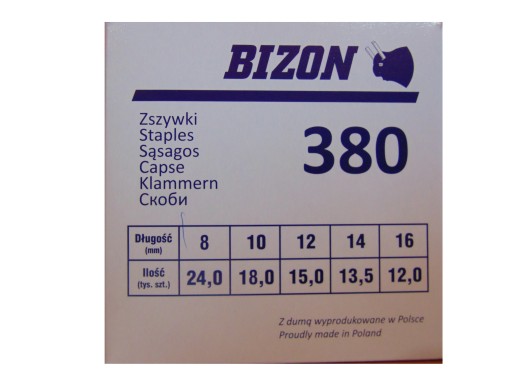 BIZON
Zszywki
Staples
Sąsagos
Capse
Klammern
Скоби
380
Długość (mm) 8 10 12 14 16
Ilość (tys. szt.) 24,0 18,0 15,0 13,5 12,0
Z dumą wyprodukowane w Polsce
Proudly made in Poland